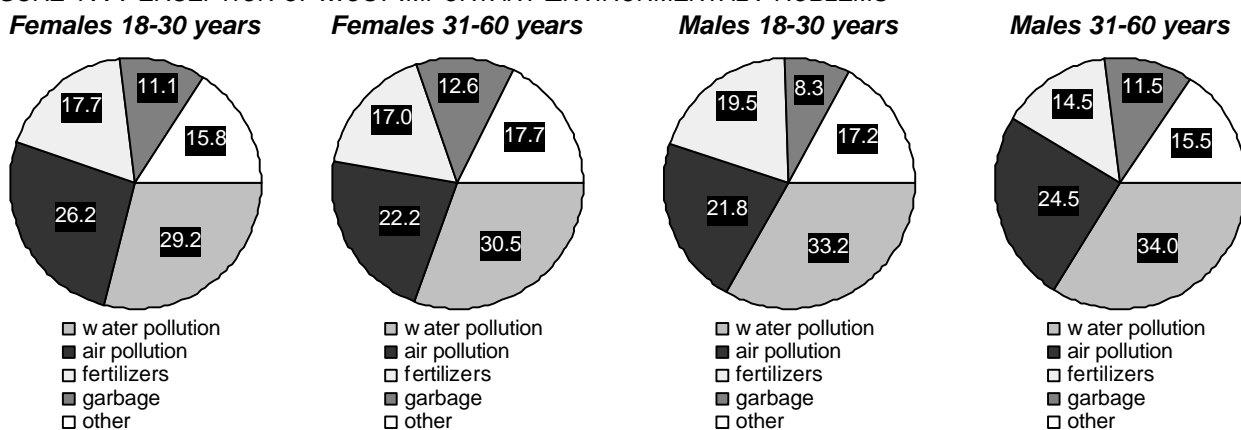 Females 18-30 years Females 31-60 years Males 18-30 years Males 31-60 years
11.1
17.7
15.8
26.2
29.2
12.6
17.0
17.7
22.2
30.5
8.3
19.5
17.2
21.8
33.2
11.5
14.5
15.5
24.5
34.0
water pollution
air pollution
fertilizers
garbage
other
water pollution
air pollution
fertilizers
garbage
other
water pollution
air pollution
fertilizers
garbage
other
water pollution
air pollution
fertilizers
garbage
other